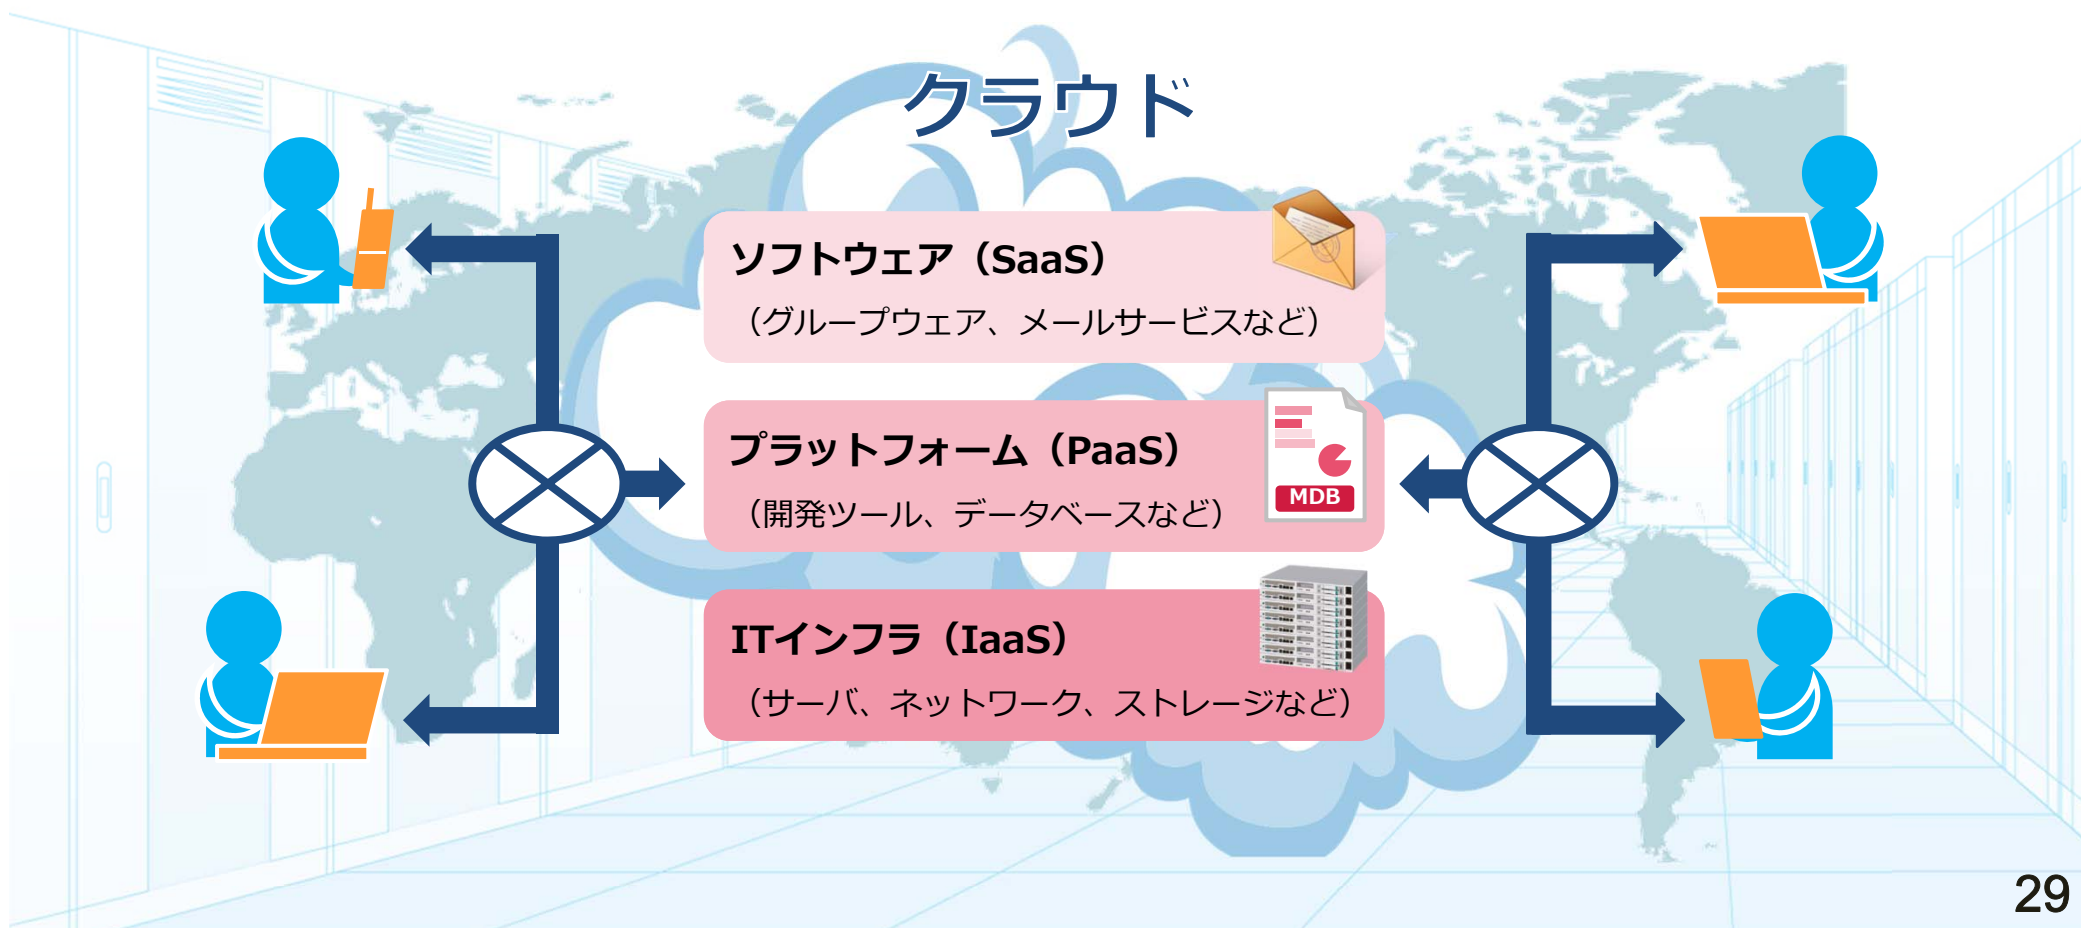 クラウド
ソフトウェア（SaaS）
（グループウェア、メールサービスなど）
プラットフォーム（PaaS）
（開発ツール、データベースなど）
MDB
ITインフラ（IaaS）
（サーバ、ネットワーク、ストレージなど）
29